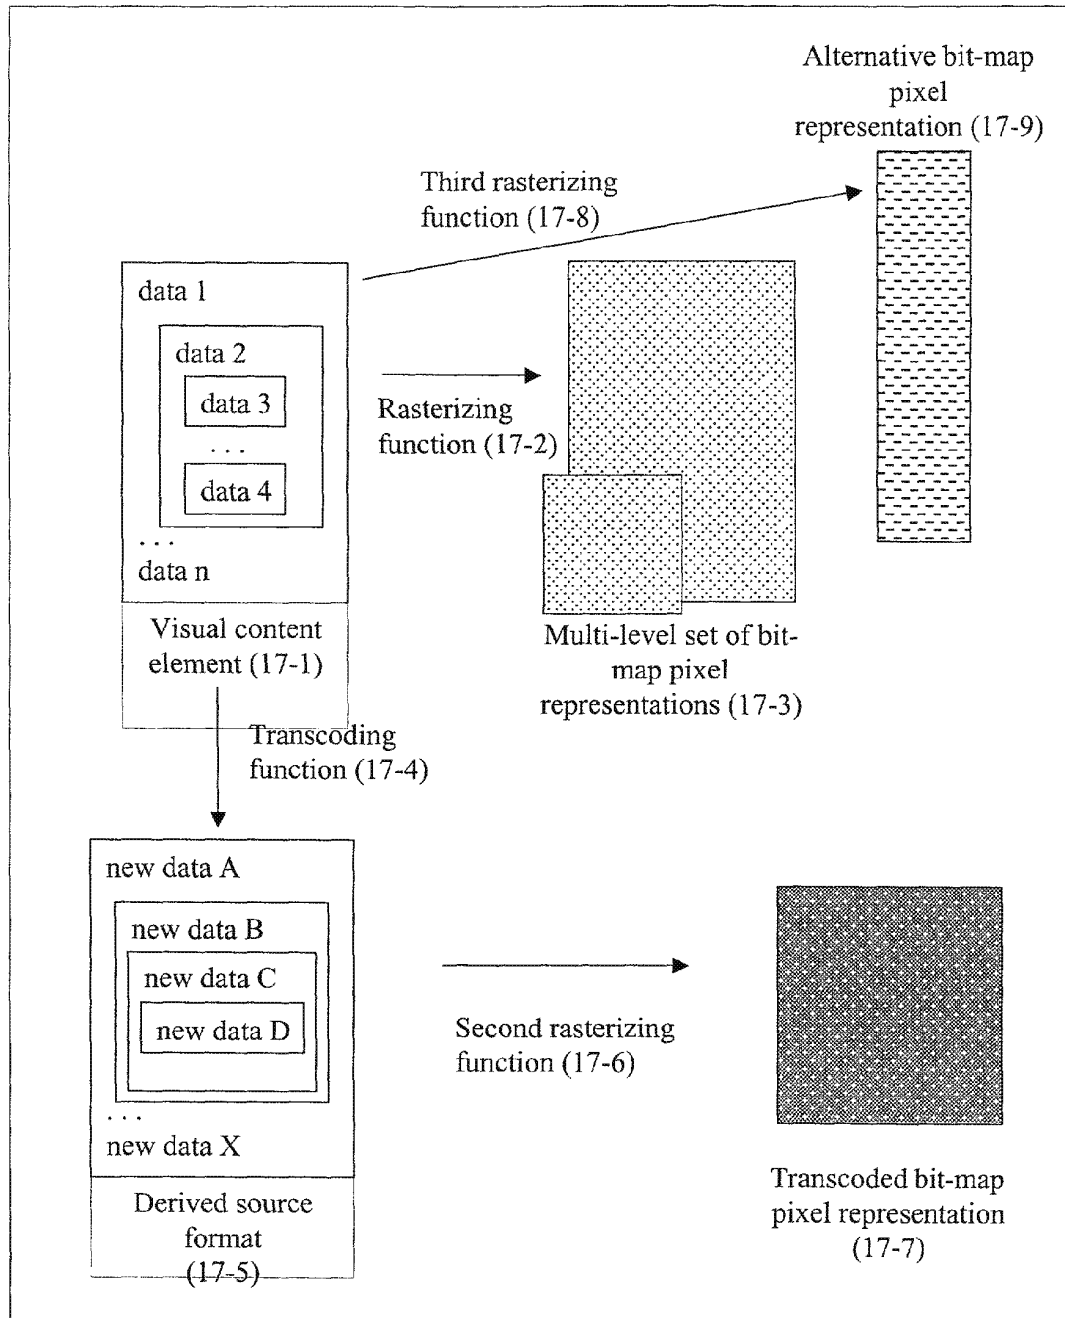 Alternative bit-map
pixel
representation (17-9)
Third rasterizing
function (17-8)
data 1
data 2
data 3
. . .
data 4
. . .
data n
Rasterizing
function (17-2)
Visual content
element (17-1)
Multi-level set of bit-
map pixel
representations (17-3)
Transcoding
function (17-4)
new data A
new data B
new data C
new data D
. . .
new data X
Second rasterizing
function (17-6)
Derived source
format
(17-5)
Transcoded bit-map
pixel representation
(17-7)